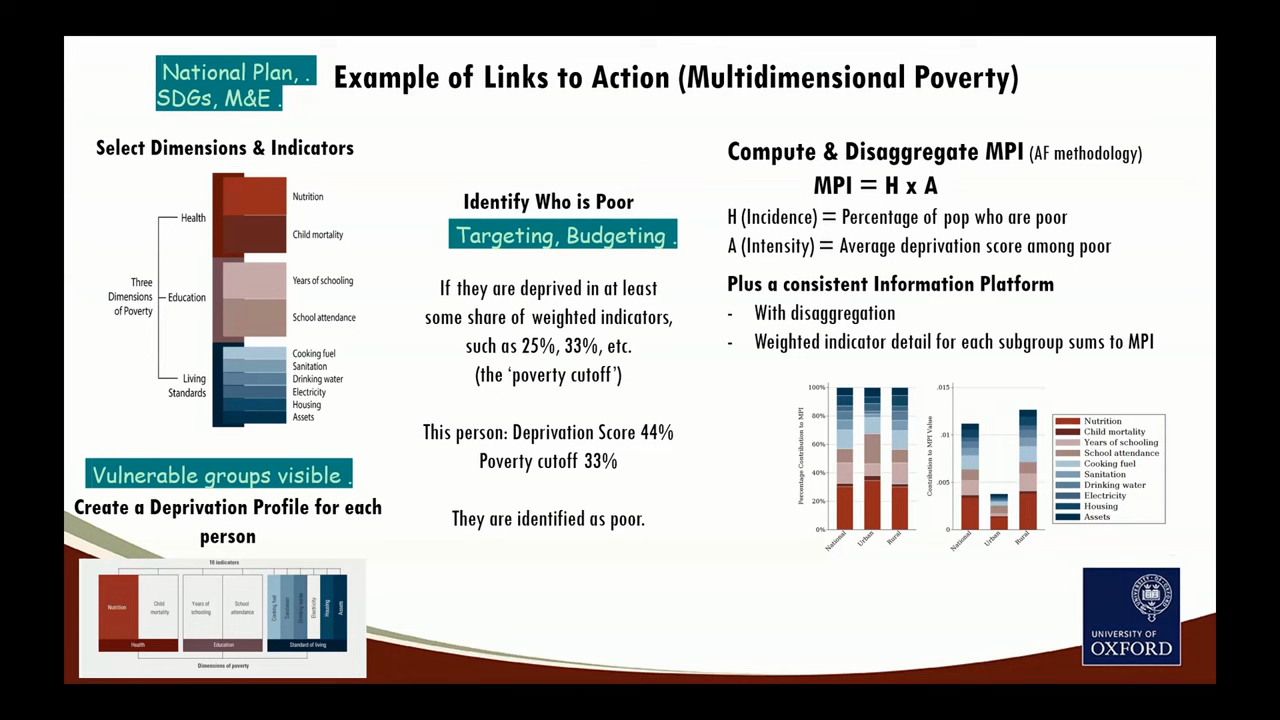 National Plan, .
SDGs, M&E .
Example of Links to Action (Multidimensional Poverty)
Select Dimensions & Indicators
Three
Dimensions
of Poverty
Health
Education
Living
Standards
Nutrition
Child mortality
Years of schooling
School attendance
Cooking fuel
Sanitation
Drinking water
Electricity
Housing
Assets
Vulnerable groups visible .
Create a Deprivation Profile for each
person
10 indicators
Nutrition
Child
mortality
Years of
schooling
School
attendance
Cooking fuel
Sanitation
Drinking water
Electricity
Housing
Assets
Health
Education
Standard of living
Dimensions of poverty
Identify Who is Poor
Targeting, Budgeting .
If they are deprived in at least
some share of weighted indicators,
such as 25%, 33%, etc.
(the ‘poverty cutoff’)
This person: Deprivation Score 44%
Poverty cutoff 33%
They are identified as poor.
Compute & Disaggregate MPI (AF methodology)
MPI = H x A
H (Incidence) = Percentage of pop who are poor
A (Intensity) = Average deprivation score among poor
Plus a consistent Information Platform
- With disaggregation
- Weighted indicator detail for each subgroup sums to MPI
Percentage Contribution to MPI
100%
80%
60%
40%
20%
0%
National
Urban
Rural
Contribution to MPI Value
.015
.01
.005
0
National
Urban
Rural
Nutrition
Child mortality
Years of schooling
School attendance
Cooking fuel
Sanitation
Drinking water
Electricity
Housing
Assets
UNIVERSITY OF
OXFORD